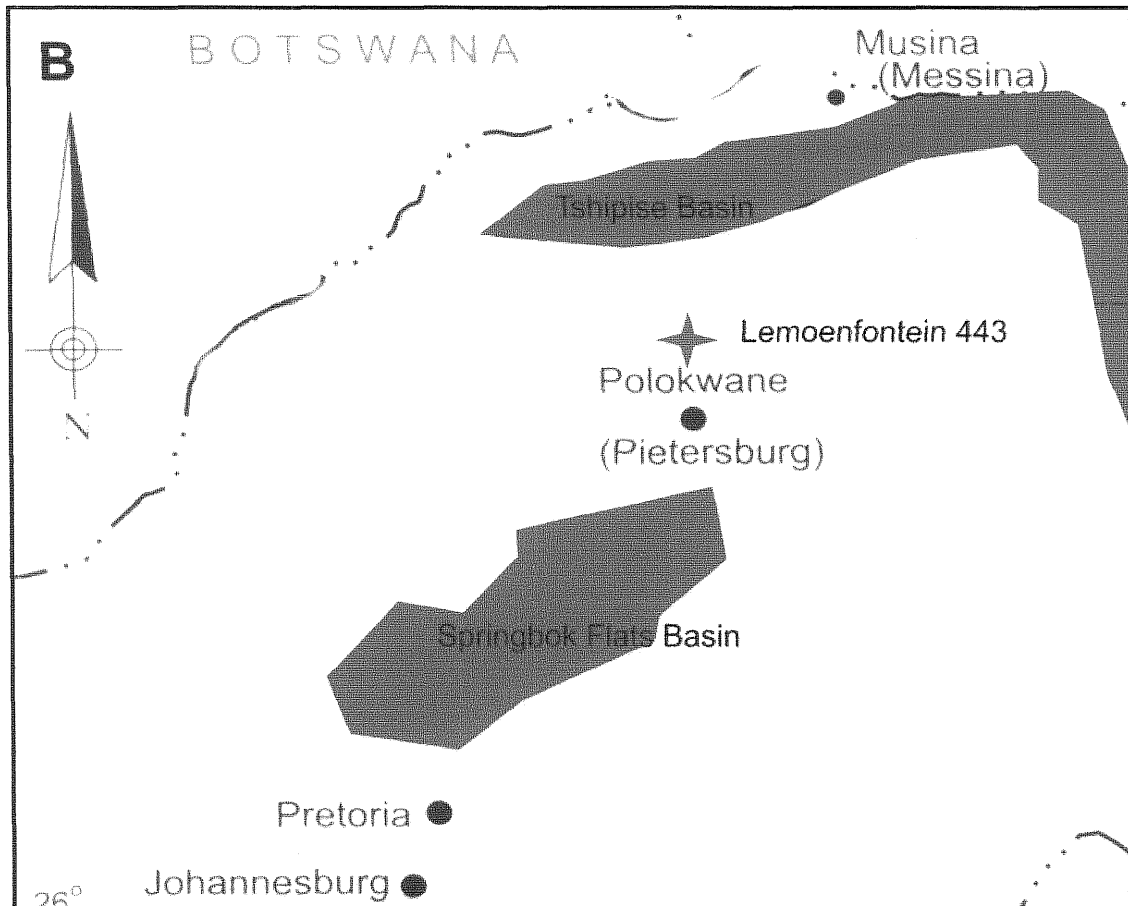 B
BOTSWANA
Musina
(Messina)
Tshipise Basin
Lemoenfontein 443
Polokwane
(Pietersburg)
N
Springbok Flats Basin
Pretoria
Johannesburg
26°